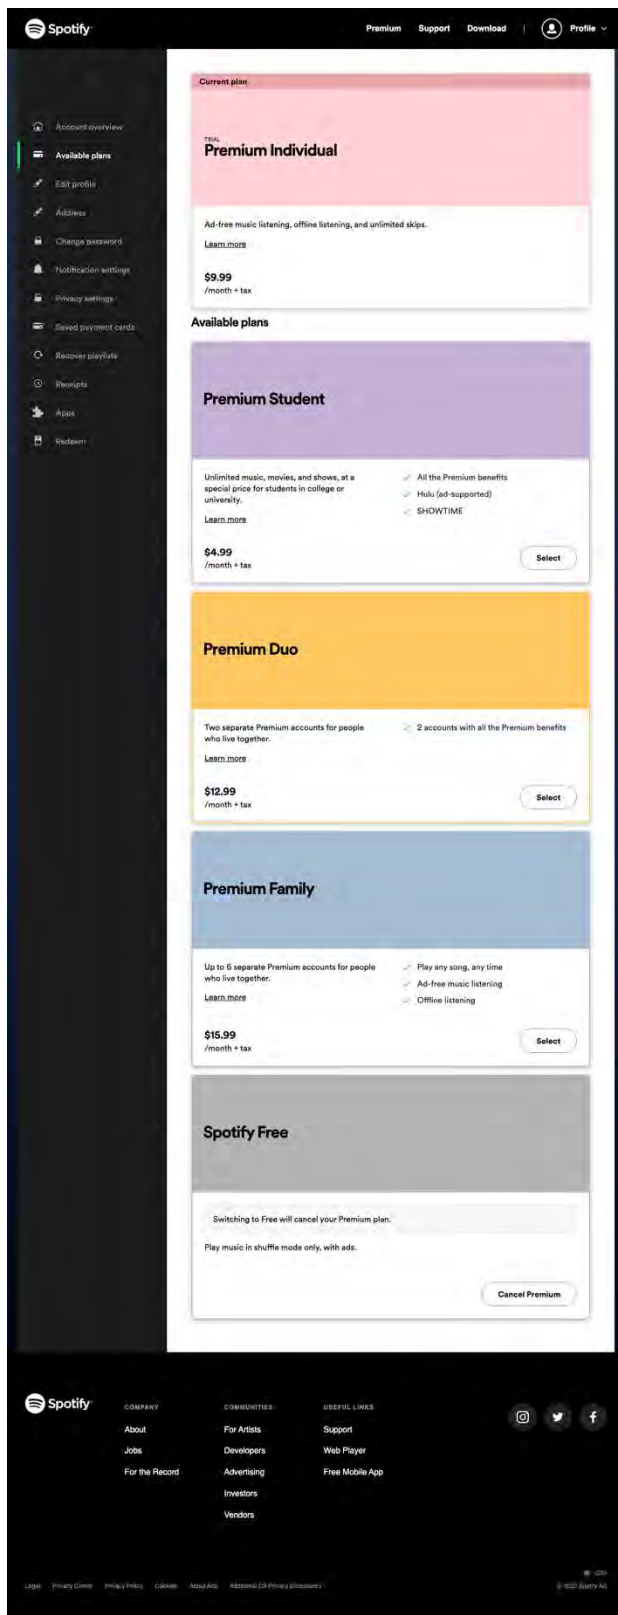 Spotify
Premium Support Download | Profile
Current plan
Account overview
Available plans
Edit profile
Address
Change password
Notification settings
Privacy settings
Saved payment cards
Recover playlists
Receipts
Apps
Redeem
TRIAL
Premium Individual
Ad-free music listening, offline listening, and unlimited skips.
Learn more
$9.99
/month + tax
Available plans
Premium Student
Unlimited music, movies, and shows, at a
special price for students in college or
university.
Learn more
All the Premium benefits
Hulu (ad-supported)
SHOWTIME
$4.99
/month + tax
Select
Premium Duo
Two separate Premium accounts for people
who live together.
Learn more
2 accounts with all the Premium benefits
$12.99
/month + tax
Select
Premium Family
Up to 6 separate Premium accounts for people
who live together.
Learn more
Play any song, any time
Ad-free music listening
Offline listening
$15.99
/month + tax
Select
Spotify Free
Switching to Free will cancel your Premium plan.
Play music in shuffle mode only, with ads.
Cancel Premium
Spotify
COMPANY
About
Jobs
For the Record
COMMUNITIES
For Artists
Developers
Advertising
Investors
Vendors
USEFUL LINKS
Support
Web Player
Free Mobile App
USA
Legal Privacy Center Privacy Policy Cookies About Ads Additional CA Privacy Disclosures
Spotify AB